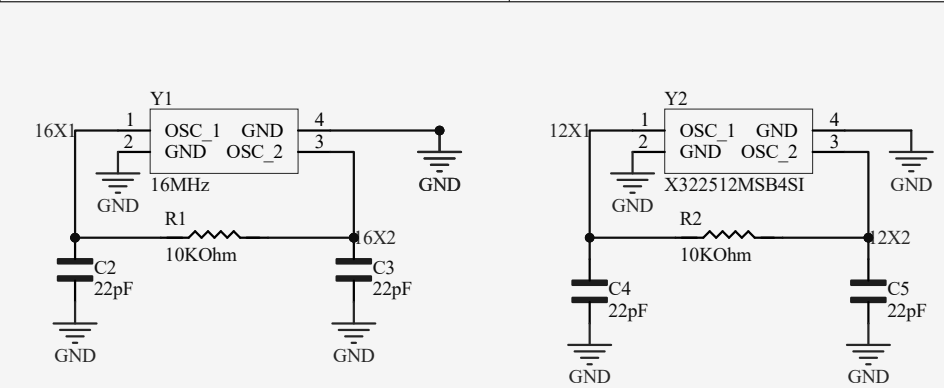 Y1
16X1
1
OSC_1
GND
4
2
GND
OSC_2
3
GND
16MHz
GND
R1
10KOhm
16X2
C2
22pF
C3
22pF
GND
GND
Y2
12X1
1
OSC_1
GND
4
2
GND
OSC_2
3
GND
X322512MSB4SI
GND
R2
10KOhm
12X2
C4
22pF
C5
22pF
GND
GND